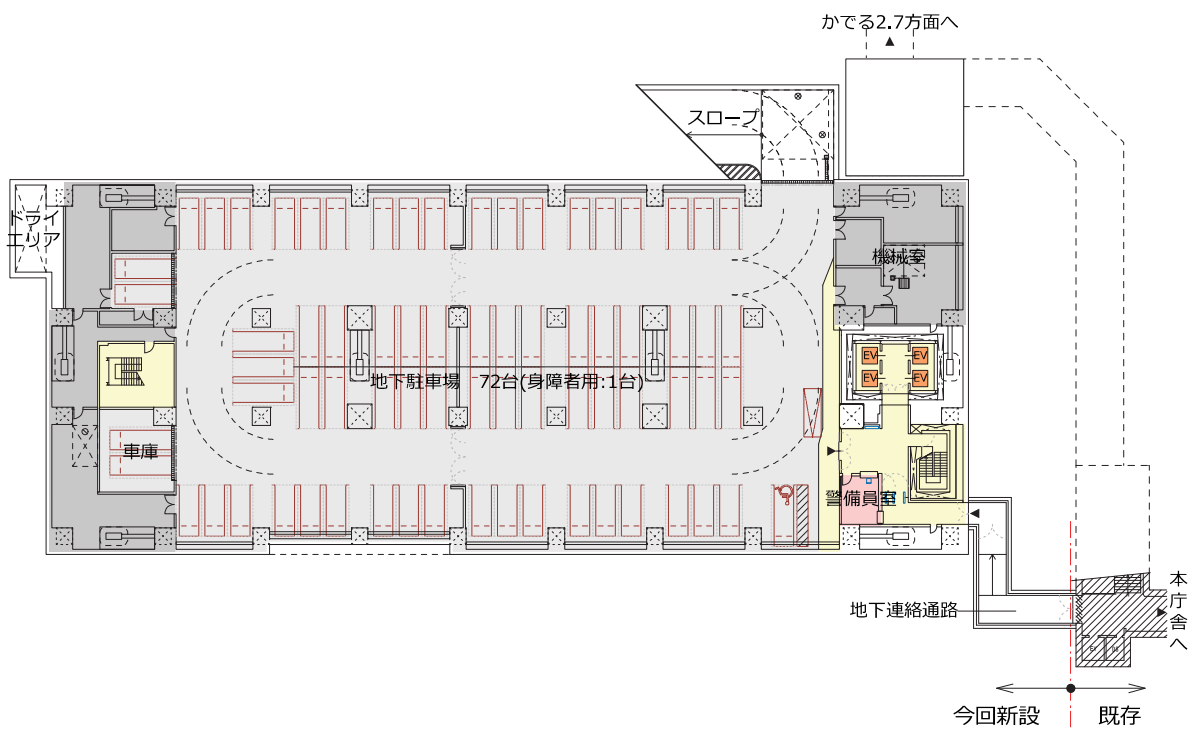 かでる2.7方面へ
スロープ
ドライ
エリア
機械室
EV
EV
EV
EV
地下駐車場　72台(身障者用:1台)
車庫
警備員室
地下連絡通路
本庁舎へ
今回新設
既存